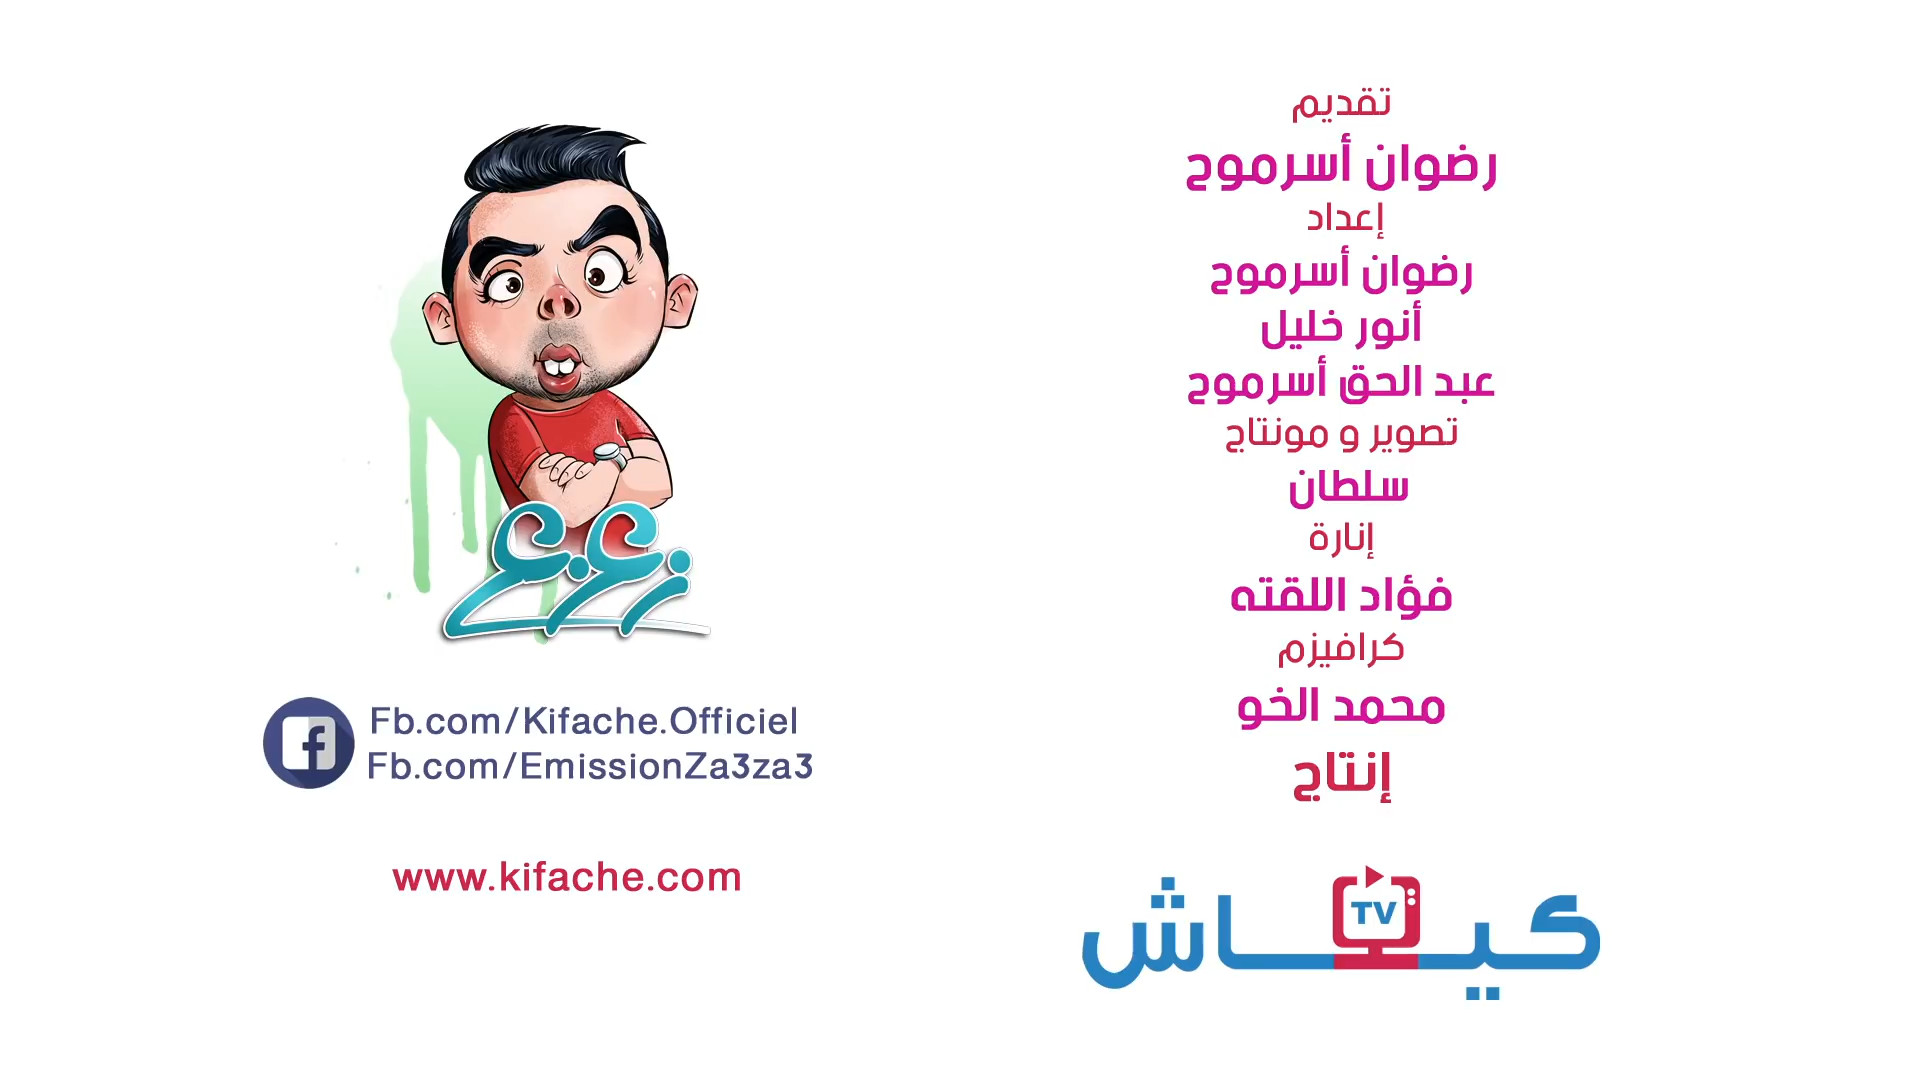 تقديم
رضوان أسرموح
إعداد
رضوان أسرموح
أنور خليل
عبد الحق أسرموح
تصوير و مونتاج
سلطان
إنارة
فؤاد اللقته
كرافيزم
محمد الخو
إنتاج
كيفاش
TV
زعزع
Fb.com/Kifache.Officiel
Fb.com/EmissionZa3za3
www.kifache.com